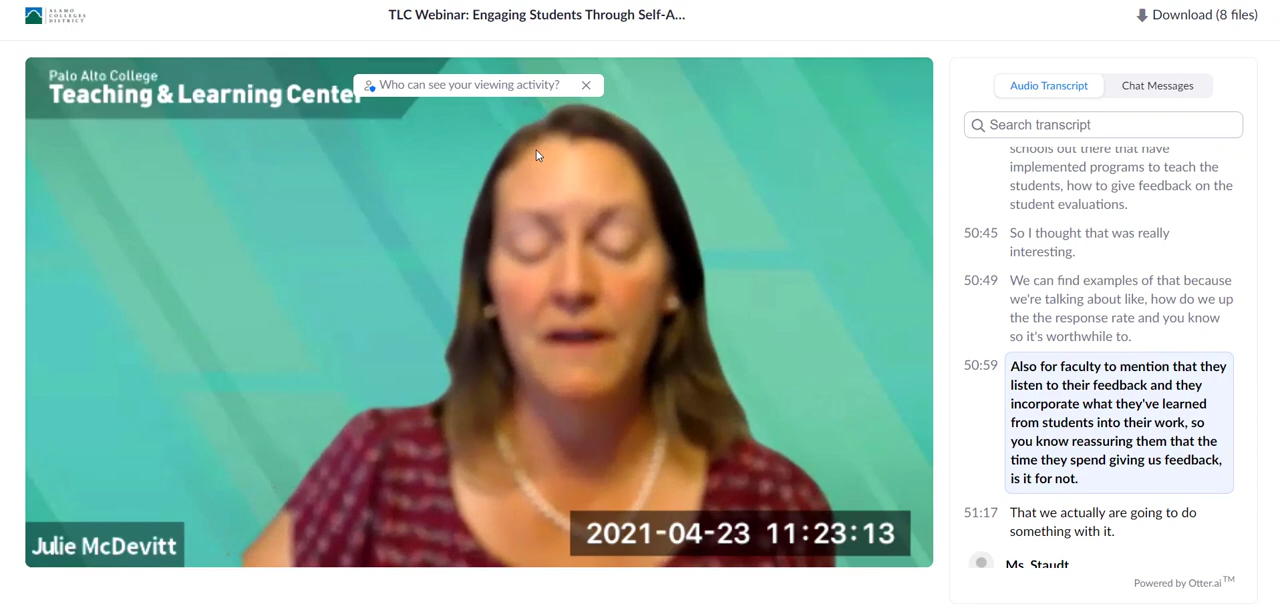 ALAMO
COLLEGES
DISTRICT
TLC Webinar: Engaging Students Through Self-A...
Download (8 files)
Palo Alto College
Teaching & Learning Center
Who can see your viewing activity?
Julie McDevitt
2021-04-23 11:23:13
Audio Transcript
Chat Messages
Search transcript
schools out there that have
implemented programs to teach the
students, how to give feedback on the
student evaluations.
50:45 So I thought that was really
interesting.
50:49 We can find examples of that because
we're talking about like, how do we up
the the response rate and you know
so it's worthwhile to.
50:59 Also for faculty to mention that they
listen to their feedback and they
incorporate what they've learned
from students into their work, so
you know reassuring them that the
time they spend giving us feedback,
is it for not.
51:17 That we actually are going to do
something with it.
Ms. Staudt
Powered by Otter.ai TM